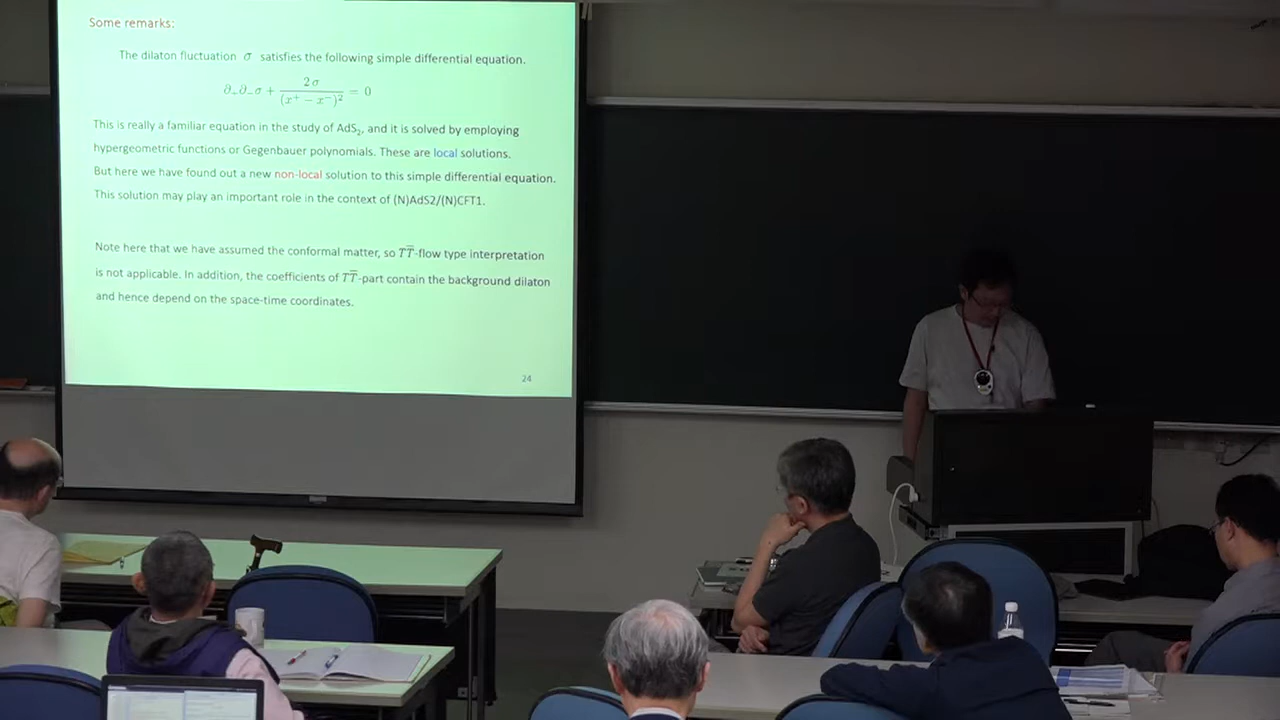 Some remarks:
The dilaton fluctuation σ satisfies the following simple differential equation.
∂₊∂₋σ + 2σ/(x⁺ − x⁻)² = 0
This is really a familiar equation in the study of AdS₂, and it is solved by employing
hypergeometric functions or Gegenbauer polynomials. These are local solutions.
But here we have found out a new non-local solution to this simple differential equation.
This solution may play an important role in the context of (N)AdS2/(N)CFT1.
Note here that we have assumed the conformal matter, so TT̅-flow type interpretation
is not applicable. In addition, the coefficients of TT̅-part contain the background dilaton
and hence depend on the space-time coordinates.
24